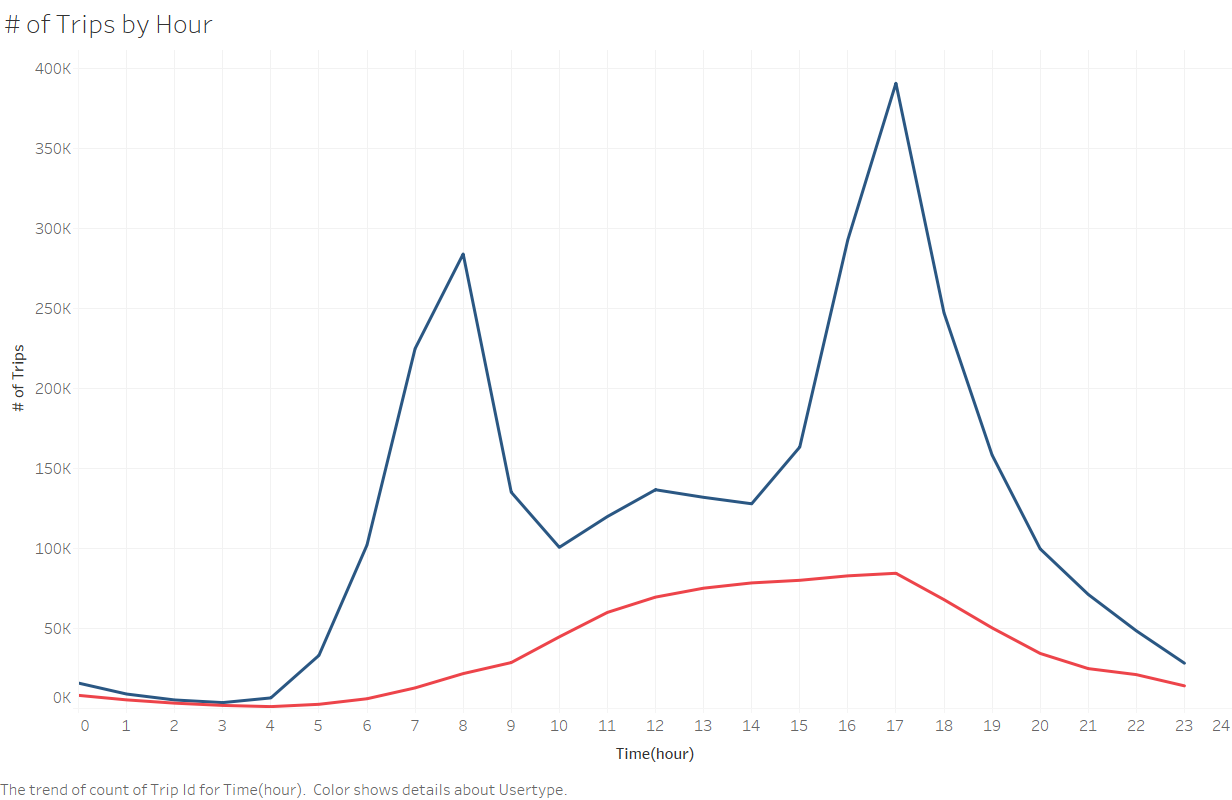 # of Trips by Hour
400K
350K
300K
250K
200K
150K
100K
50K
0K
# of Trips
0 1 2 3 4 5 6 7 8 9 10 11 12 13 14 15 16 17 18 19 20 21 22 23 24
Time(hour)
The trend of count of Trip Id for Time(hour). Color shows details about Usertype.